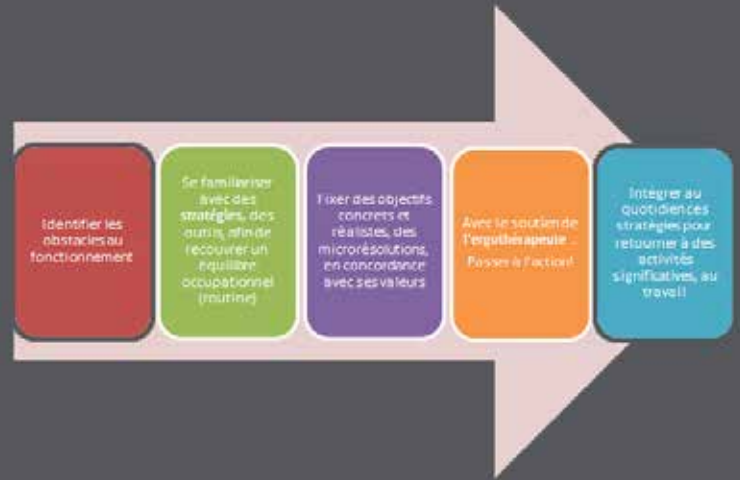 Identifier les
obstacles au
fonctionnement
Se familiariser
avec des
stratégies, des
outils, afin de
recouvrer un
équilibre
occupationnel
(routine)
Fixer des objectifs
concrets et
réalistes, des
microrésolutions,
en concordance
avec ses valeurs
Avec le soutien de
l'ergothérapeute...
Passer à l'action!
Intégrer au
quotidien ces
stratégies pour
retourner à des
activités
significatives, au
travail